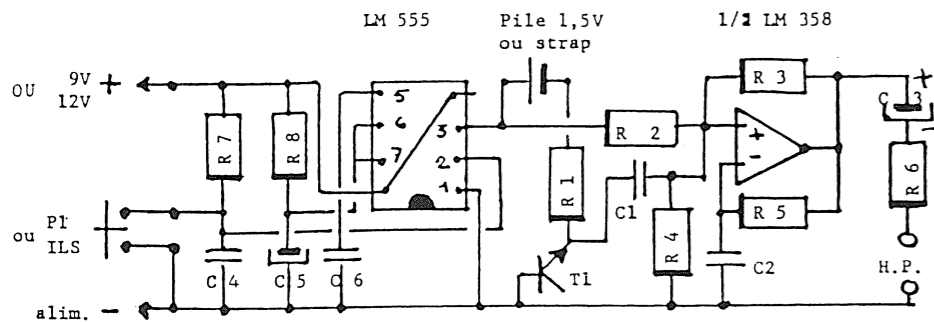 LM 555
Pile 1,5V
ou strap
1/2 LM 358
OU 9V +
12V
R 7
R 8
5
6
7
4
3
2
1
R 2
R 1
C1
R 4
T1
R 3
+
-
R 5
C2
+
C 3
R 6
H.P.
P1
ou ILS
C 4
C 5
C 6
alim. -